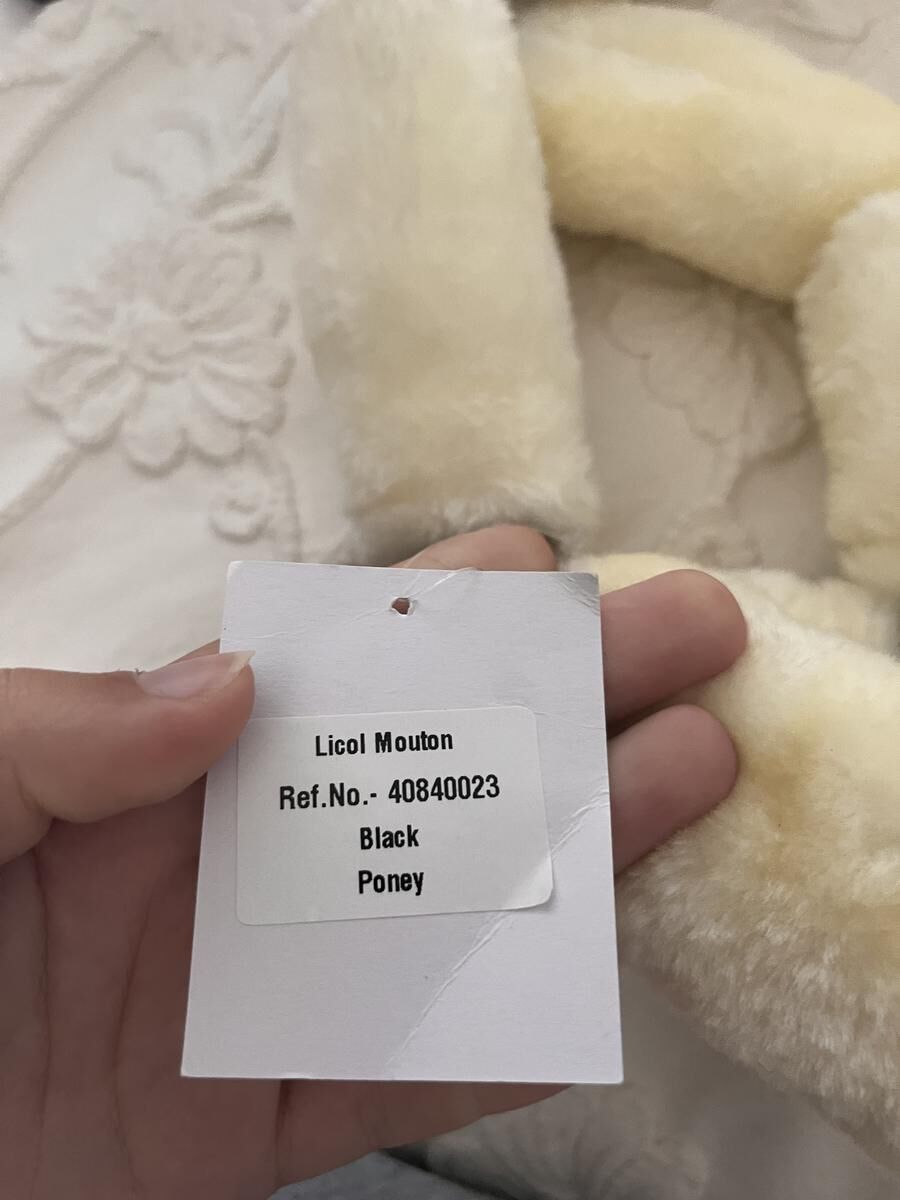 Licol Mouton
Ref.No.- 40840023
Black
Poney